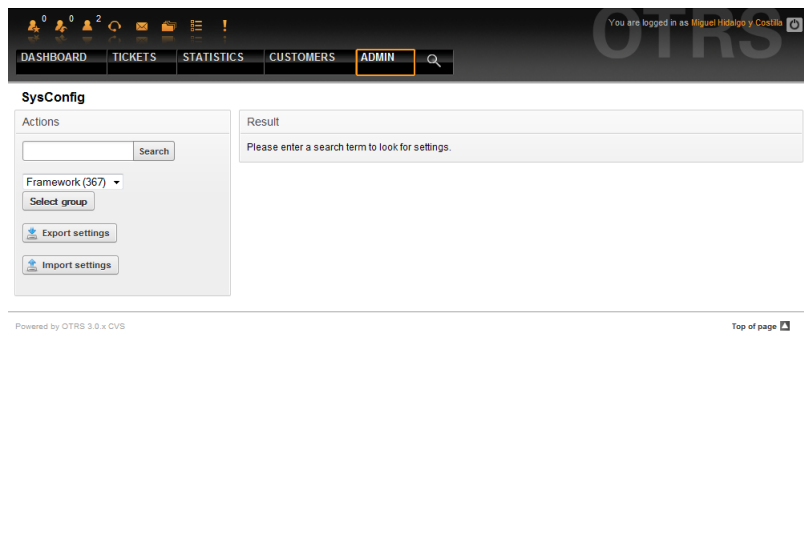 0 0 2
OTRS
You are logged in as Miguel Hidalgo y Costilla
DASHBOARD TICKETS STATISTICS CUSTOMERS ADMIN
SysConfig
Actions
Search
Framework (367)
Select group
Export settings
Import settings
Result
Please enter a search term to look for settings.
Powered by OTRS 3.0.x CVS
Top of page